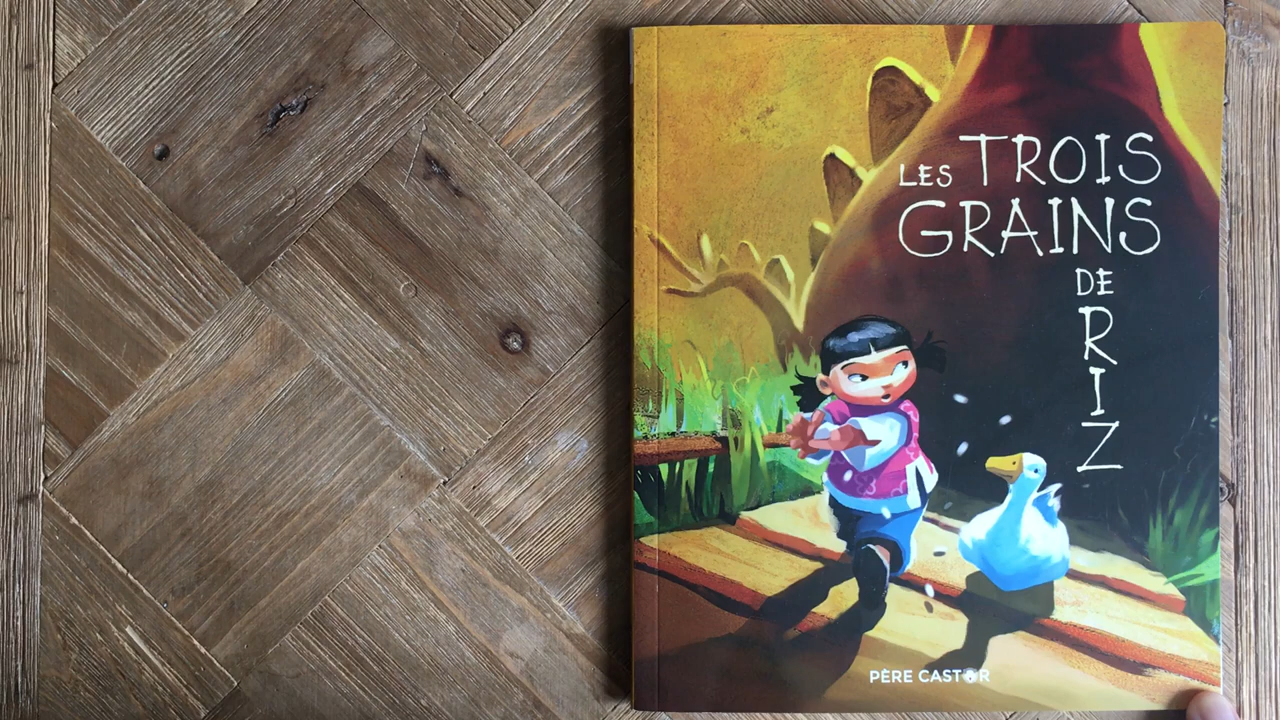 LES TROIS
GRAINS
DE
RIZ
PÈRE CASTOR